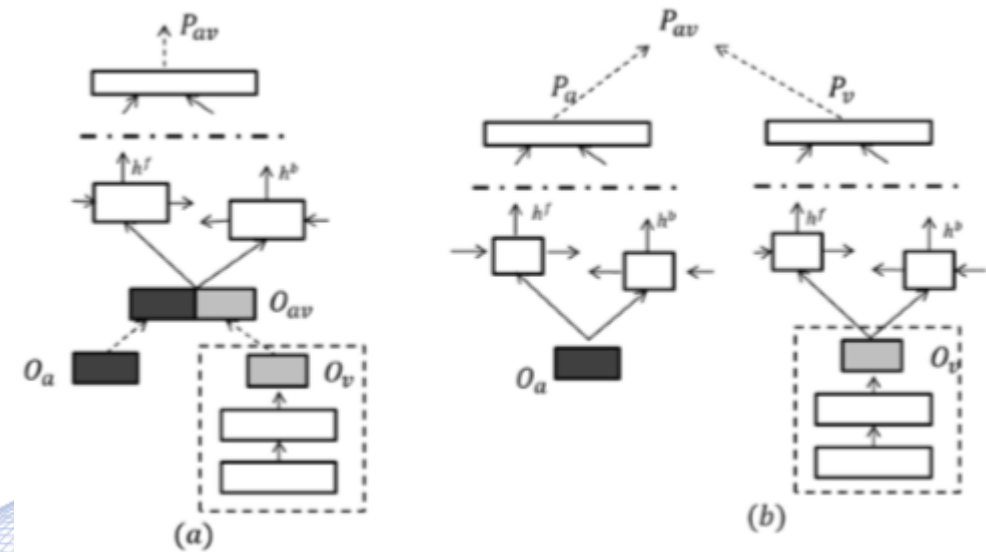 P_av
h^f h^b
O_av
O_a O_v
(a)
P_av
P_a P_v
h^f h^b h^f h^b
O_a O_v
(b)